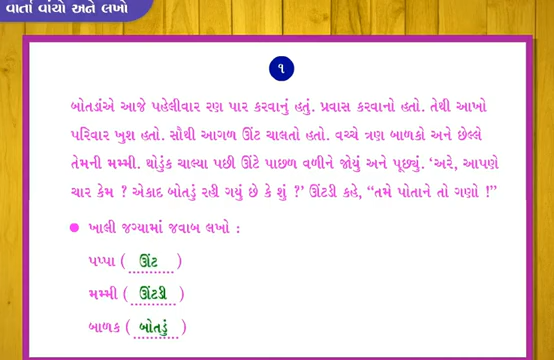 વાર્તા વાંચો અને લખો
૧
બોતડાંએ આજે પહેલીવાર રણ પાર કરવાનું હતું. પ્રવાસ કરવાનો હતો. તેથી આખો
પરિવાર ખુશ હતો. સૌથી આગળ ઊંટ ચાલતો હતો. વચ્ચે ત્રણ બાળકો અને છેલ્લે
તેમની મમ્મી. થોડુંક ચાલ્યા પછી ઊંટે પાછળ વળીને જોયું અને પૂછ્યું. ‘અરે, આપણે
ચાર કેમ ? એકાદ બોતડું રહી ગયું છે કે શું ?’ ઊંટડી કહે, “તમે પોતાને તો ગણો !”
● ખાલી જગ્યામાં જવાબ લખો :
પપ્પા ( ઊંટ )
મમ્મી ( ઊંટડી )
બાળક ( બોતડું )